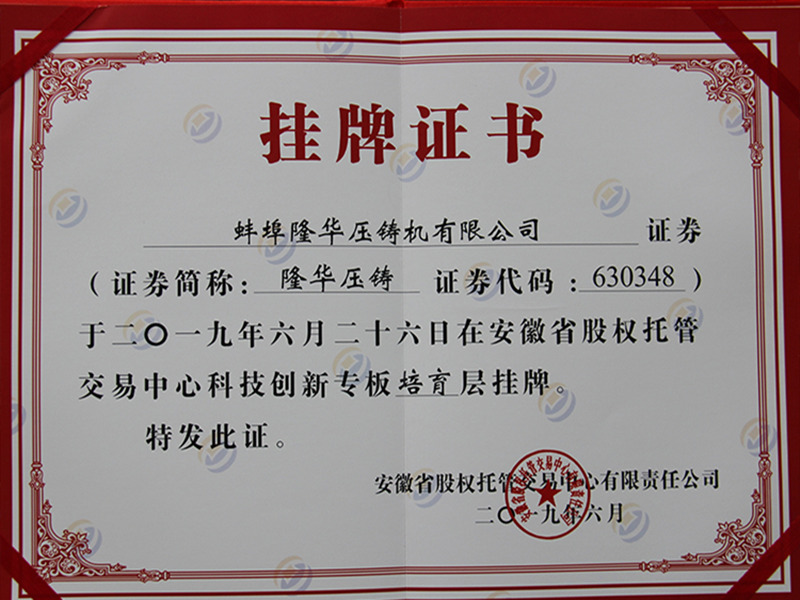 挂牌证书
蚌埠隆华压铸机有限公司 证券
（证券简称：隆华压铸 证券代码：630348）
于二〇一九年六月二十六日在安徽省股权托管
交易中心科技创新专板培育层挂牌。
特发此证。
安徽省股权托管交易中心有限责任公司
二〇一九年六月